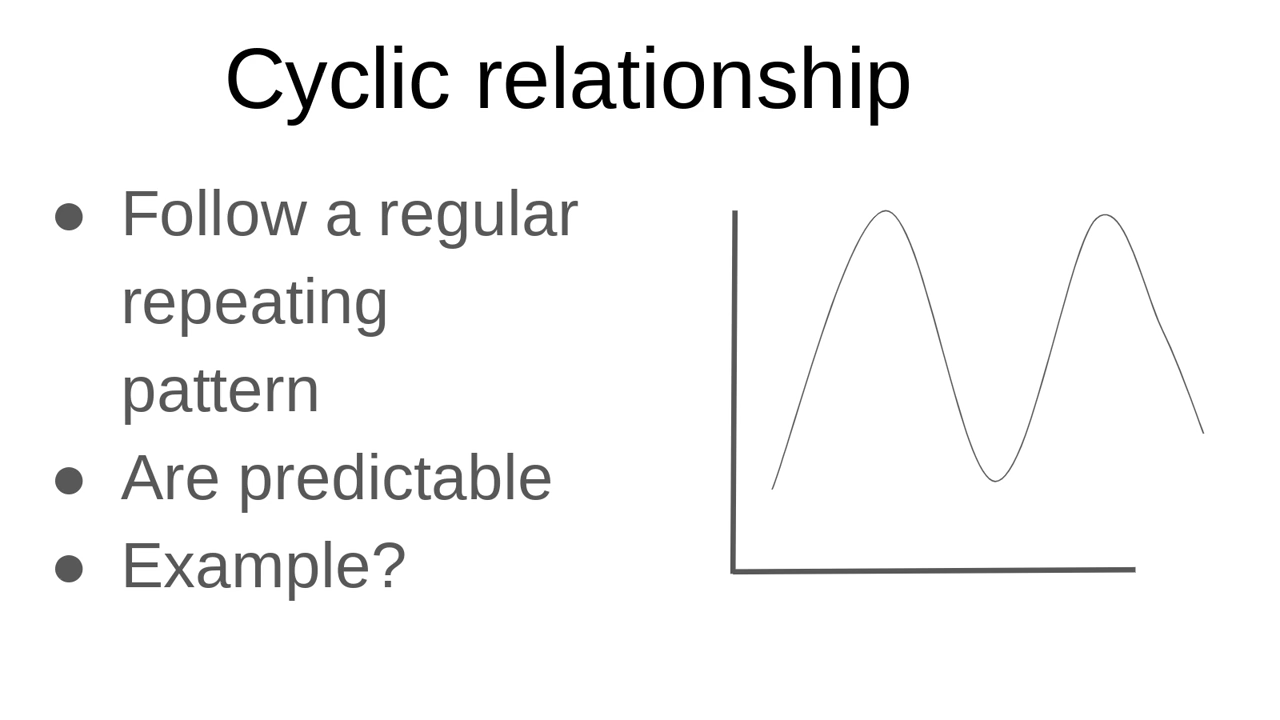 Cyclic relationship
● Follow a regular
repeating
pattern
● Are predictable
● Example?